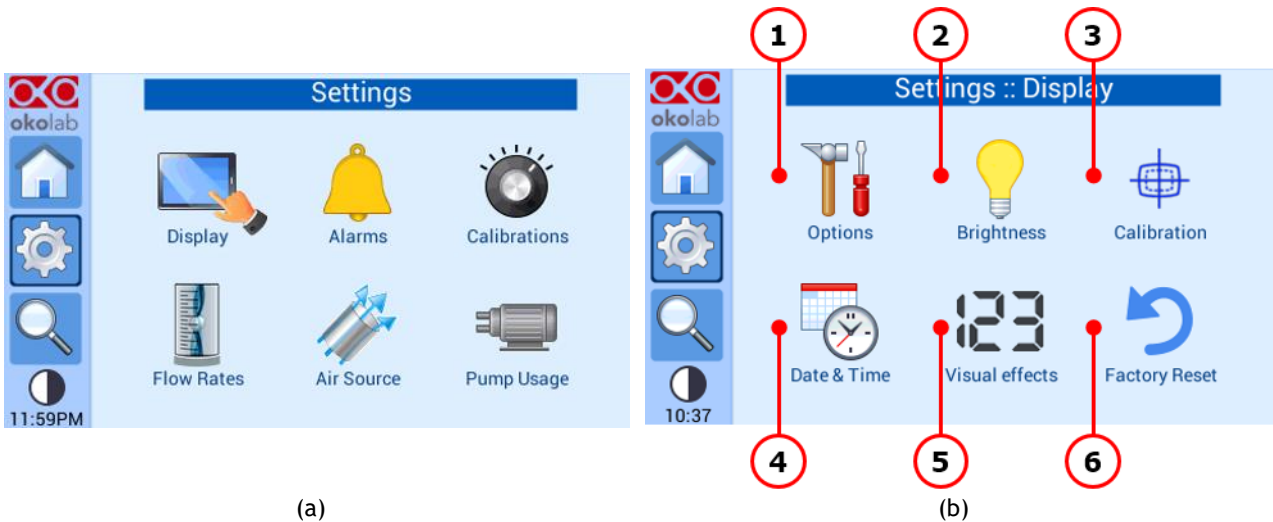 1 2 3
okolab
Settings
Display Alarms Calibrations
Flow Rates Air Source Pump Usage
11:59PM
okolab
Settings :: Display
Options Brightness Calibration
123
Date & Time Visual effects Factory Reset
10:37
4 5 6
(a) (b)